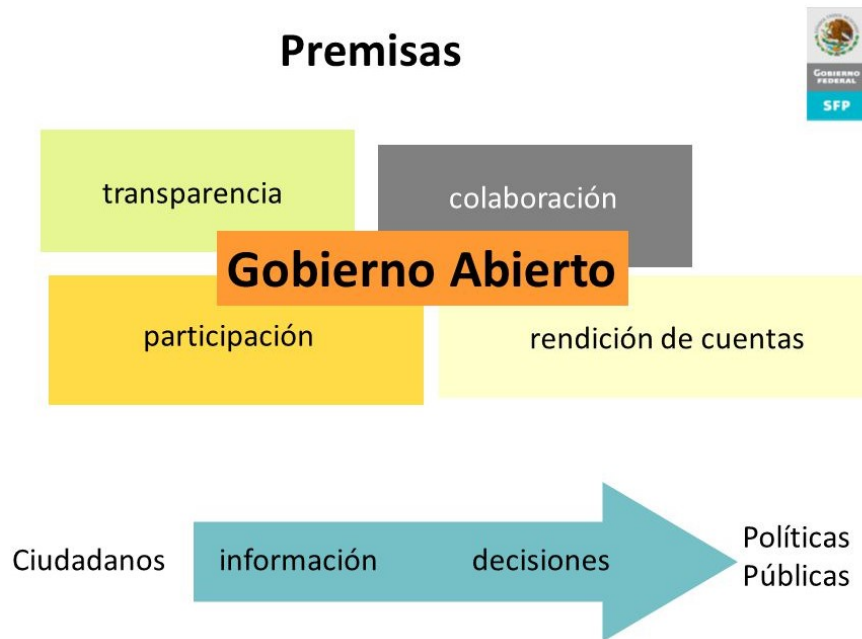 Premisas
GOBIERNO
FEDERAL
SFP
transparencia
colaboración
Gobierno Abierto
participación
rendición de cuentas
Ciudadanos
información
decisiones
Políticas
Públicas